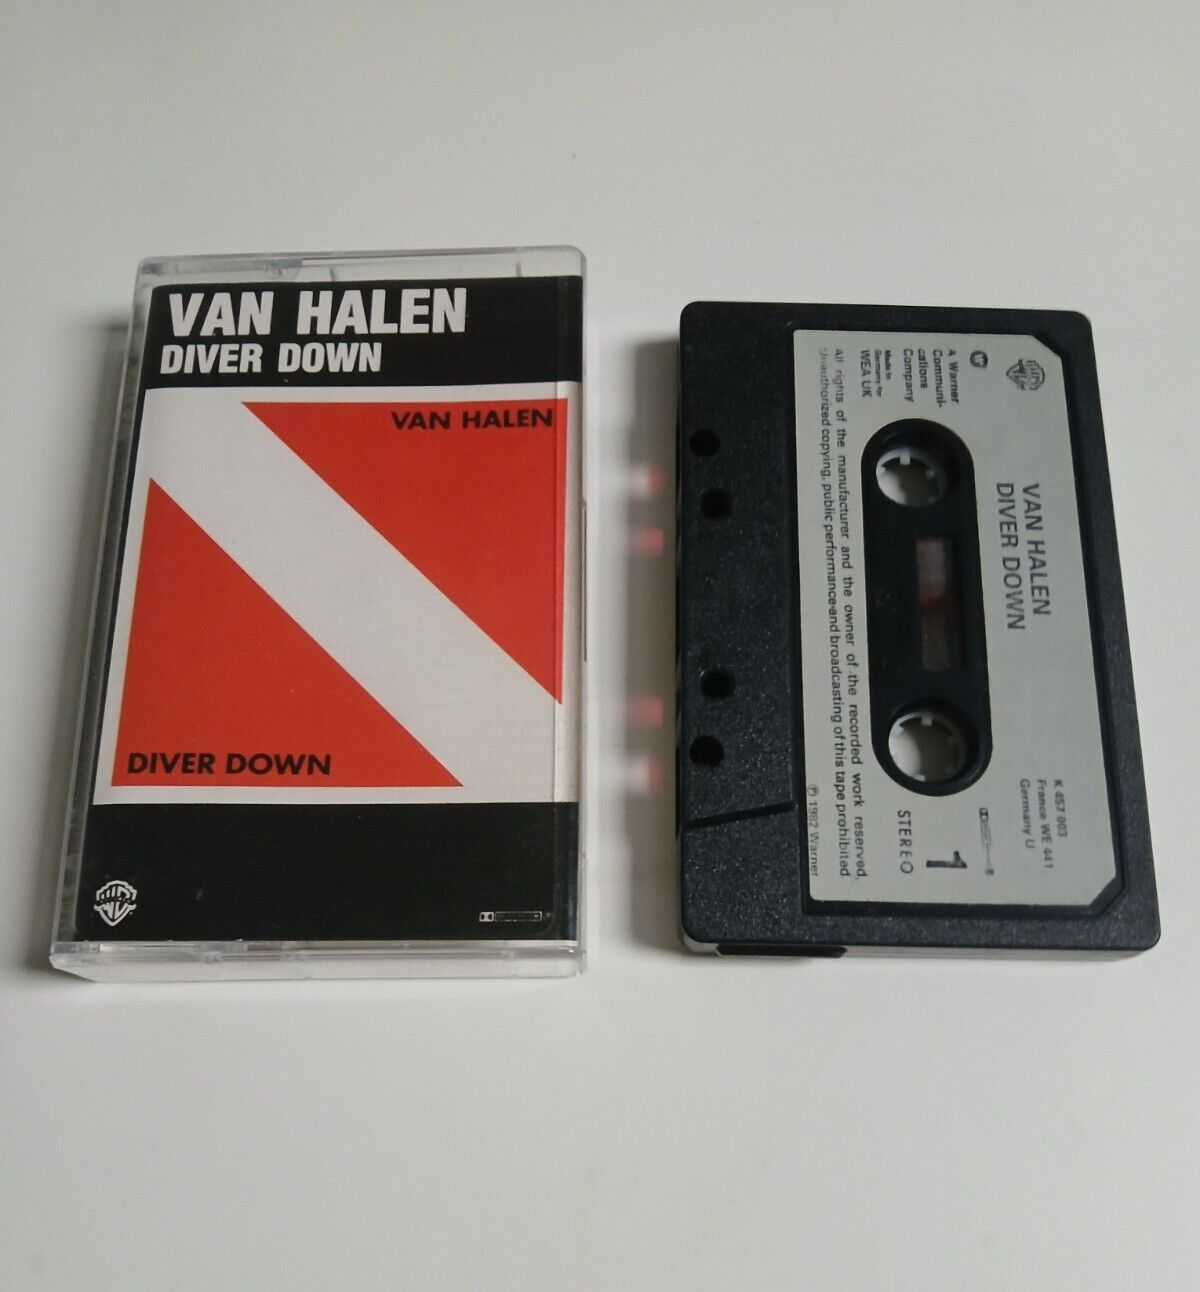 VAN HALEN
DIVER DOWN
VAN HALEN
DIVER DOWN
VAN HALEN
DIVER DOWN
K 457 003
France WE 441
Germany U
A Warner
Communi-
cations
Company
Made in
Germany for
WEA UK
STEREO
1
All rights of the manufacturer and the owner of the recorded work reserved.
Unauthorized copying, public performance and broadcasting of this tape prohibited.
℗ 1982 Warner